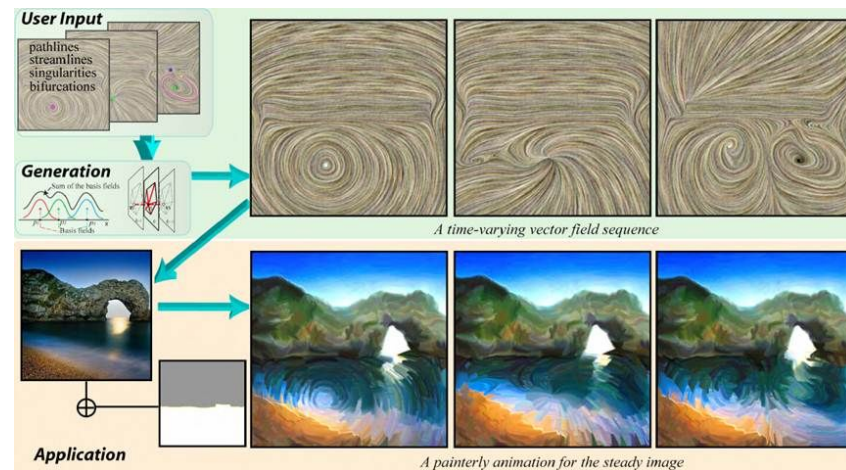 User Input
pathlines
streamlines
singularities
bifurcations
Generation
Sum of the basis fields
Basis fields
A time-varying vector field sequence
Application
A painterly animation for the steady image